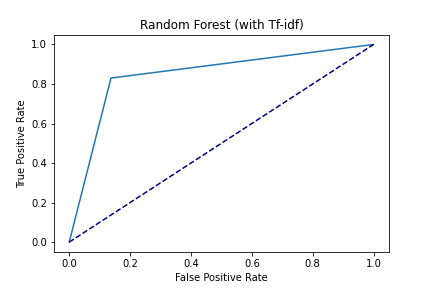 Random Forest (with Tf-idf)
True Positive Rate
1.0
0.8
0.6
0.4
0.2
0.0
0.0 0.2 0.4 0.6 0.8 1.0
False Positive Rate